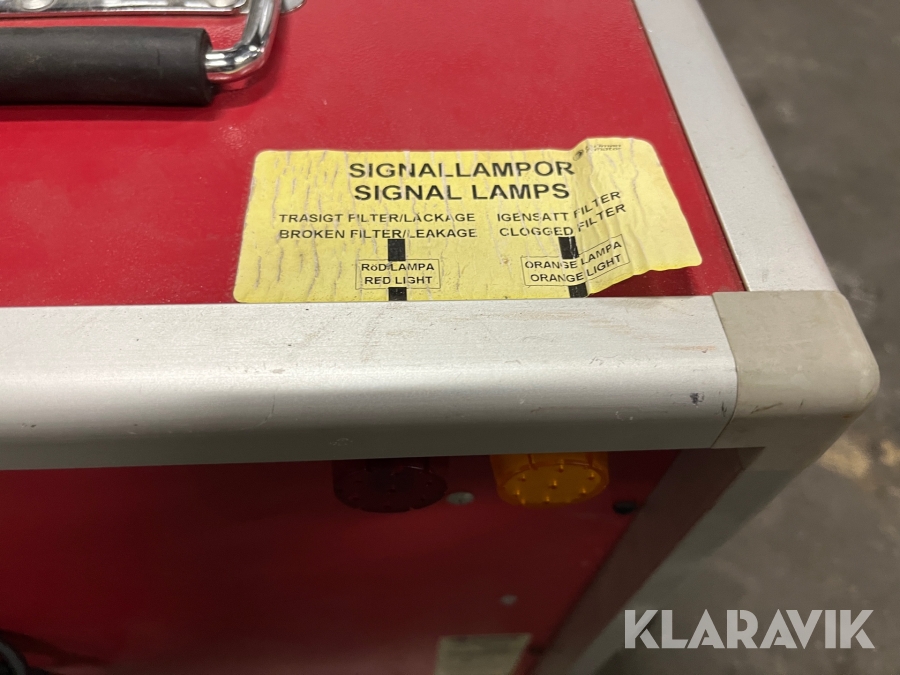 SIGNALLAMPOR
SIGNAL LAMPS
TRASIGT FILTER/LÄCKAGE IGENSATT FILTER
BROKEN FILTER/LEAKAGE CLOGGED FILTER
RöD LAMPA ORANGE LAMPA
RED LIGHT ORANGE LIGHT
KLARAVIK